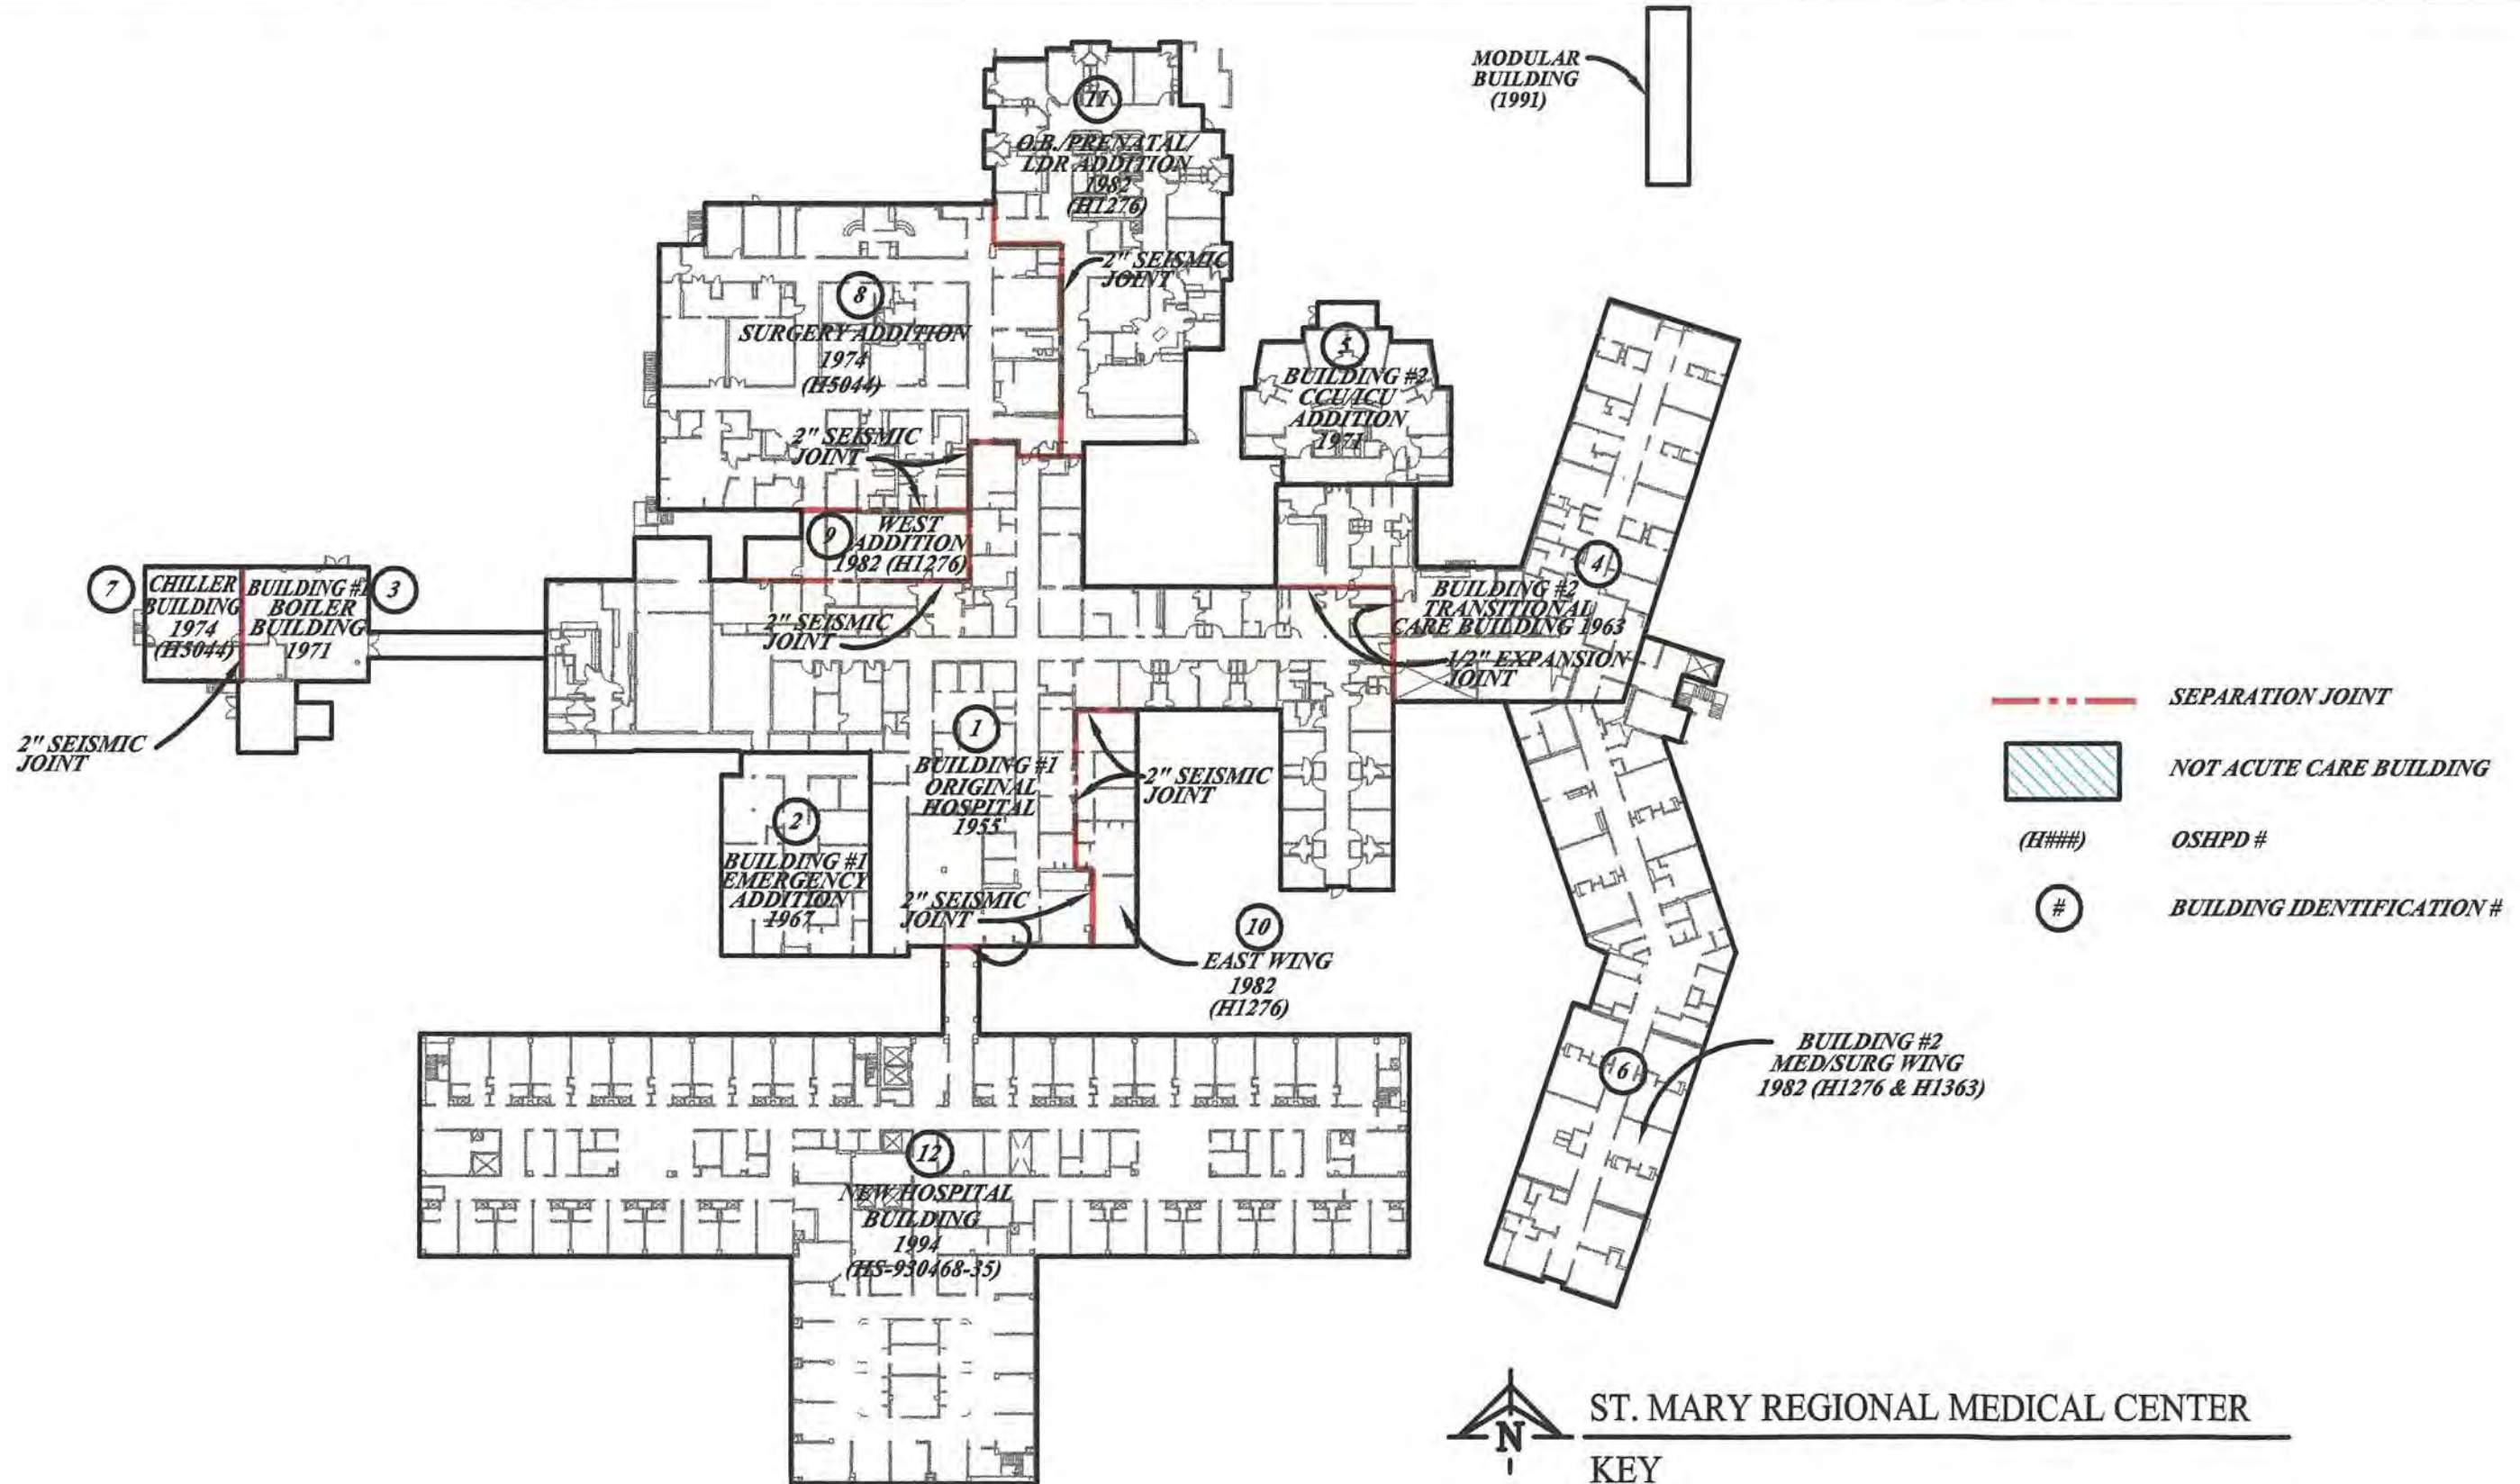 MODULAR
BUILDING
(1991)
11
O.B./PRENATAL/
LDR ADDITION
1982
(H1276)
2" SEISMIC
JOINT
8
SURGERY ADDITION
1974
(H5044)
5
BUILDING #2
CCU/ICU
ADDITION
1971
2" SEISMIC
JOINT
9
WEST
ADDITION
1982 (H1276)
4
BUILDING #2
TRANSITIONAL
CARE BUILDING 1963
7
CHILLER
BUILDING
1974
(H5044)
BUILDING #1
BOILER
BUILDING
1971
3
2" SEISMIC
JOINT
1/2" EXPANSION
JOINT
2" SEISMIC
JOINT
1
BUILDING #1
ORIGINAL
HOSPITAL
1955
2" SEISMIC
JOINT
2
BUILDING #1
EMERGENCY
ADDITION
1967
2" SEISMIC
JOINT
10
EAST WING
1982
(H1276)
SEPARATION JOINT
NOT ACUTE CARE BUILDING
(H###)
OSHPD #
#
BUILDING IDENTIFICATION #
6
BUILDING #2
MED/SURG WING
1982 (H1276 & H1363)
12
NEW HOSPITAL
BUILDING
1994
(HS-930468-35)
N
ST. MARY REGIONAL MEDICAL CENTER
KEY